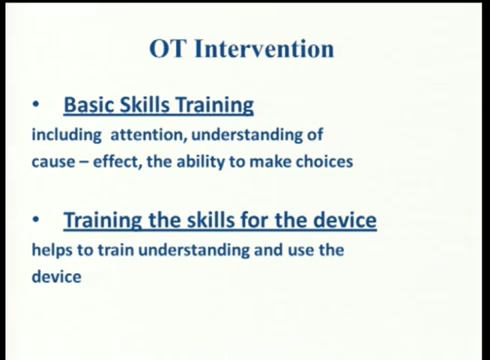 OT Intervention
• Basic Skills Training
including attention, understanding of
cause – effect, the ability to make choices
• Training the skills for the device
helps to train understanding and use the
device